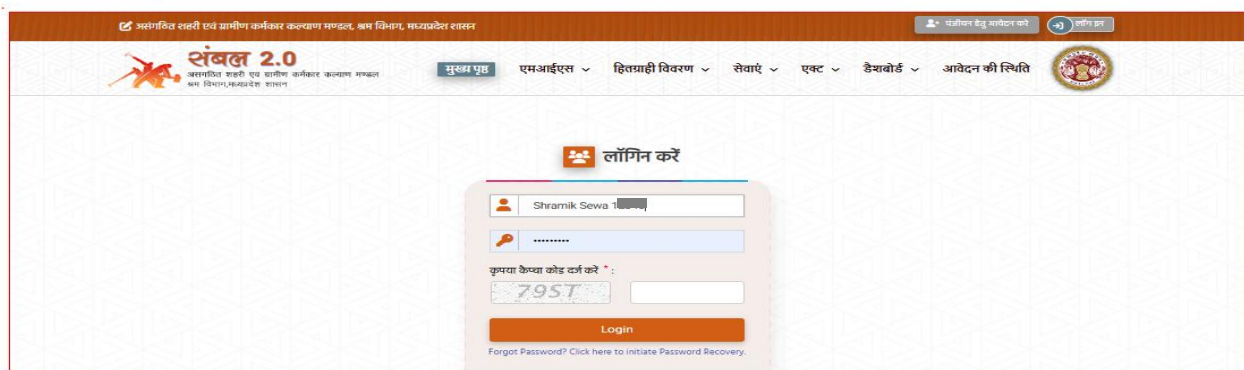 असंगठित शहरी एवं ग्रामीण कर्मकार कल्याण मण्डल, श्रम विभाग, मध्यप्रदेश शासन
पंजीयन हेतु आवेदन करे
लॉग इन
संबल 2.0
असंगठित शहरी एवं ग्रामीण कर्मकार कल्याण मण्डल
श्रम विभाग,मध्यप्रदेश शासन
मुख्य पृष्ठ एमआईएस हितग्राही विवरण सेवाएं एक्ट डैशबोर्ड आवेदन की स्थिति
लॉगिन करें
Shramik Sewa
कृपया कैप्चा कोड दर्ज करें * :
79ST
Login
Forgot Password? Click here to initiate Password Recovery.